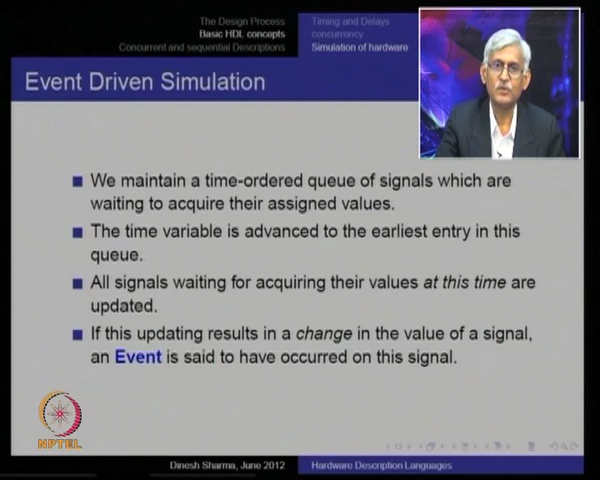 The Design Process
Basic HDL concepts
Concurrent and sequential Descriptions
Timing and Delays
concurrency
Simulation of hardware
Event Driven Simulation
We maintain a time-ordered queue of signals which are
waiting to acquire their assigned values.
The time variable is advanced to the earliest entry in this
queue.
All signals waiting for acquiring their values at this time are
updated.
If this updating results in a change in the value of a signal,
an Event is said to have occurred on this signal.
NPTEL
Dinesh Sharma, June 2012
Hardware Description Languages